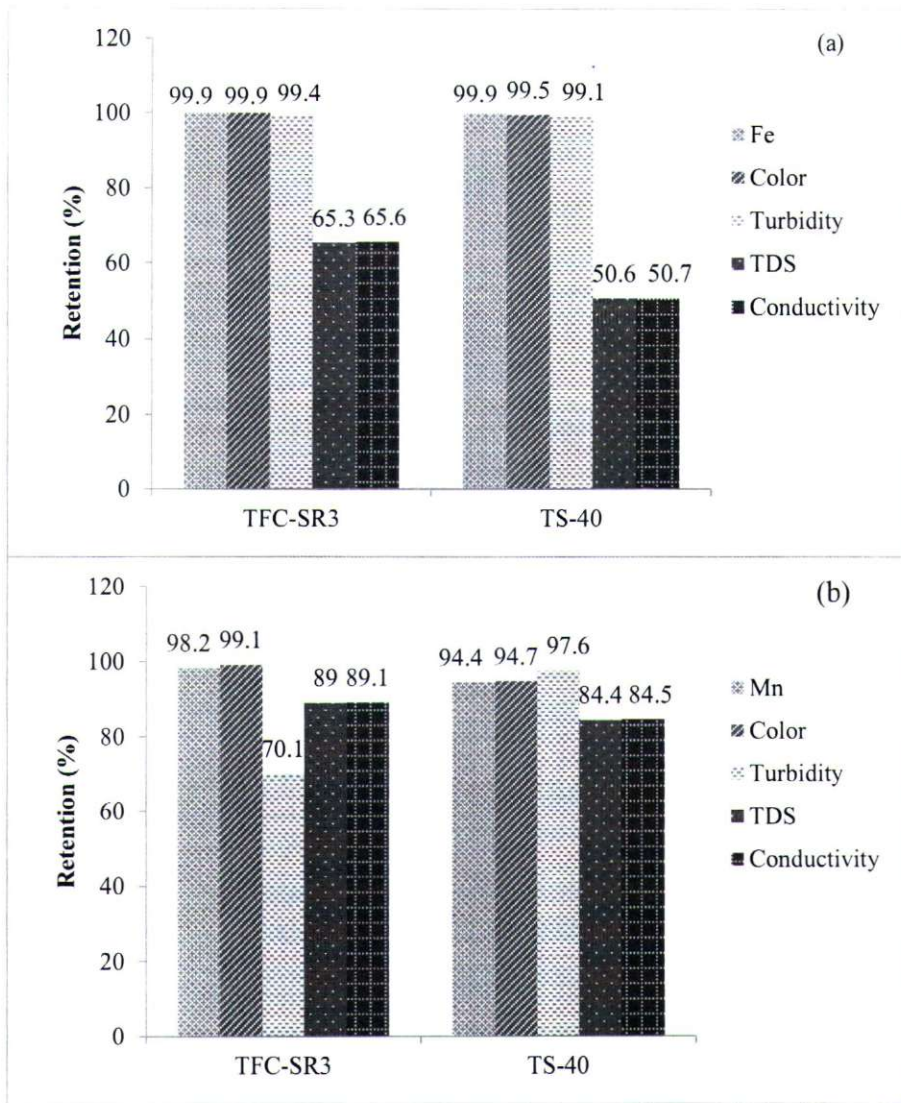 (a)
120
100
80
60
40
20
0
Retention (%)
99.9 99.9 99.4
65.3 65.6
99.9 99.5 99.1
50.6 50.7
TFC-SR3 TS-40
Fe
Color
Turbidity
TDS
Conductivity
(b)
120
100
80
60
40
20
0
Retention (%)
98.2 99.1
70.1
89 89.1
94.4 94.7 97.6
84.4 84.5
TFC-SR3 TS-40
Mn
Color
Turbidity
TDS
Conductivity